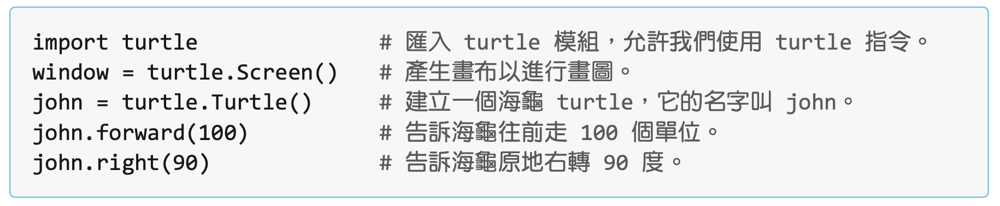 import turtle # 匯入 turtle 模組，允許我們使用 turtle 指令。
window = turtle.Screen() # 產生畫布以進行畫圖。
john = turtle.Turtle() # 建立一個海龜 turtle，它的名字叫 john。
john.forward(100) # 告訴海龜往前走 100 個單位。
john.right(90) # 告訴海龜原地右轉 90 度。